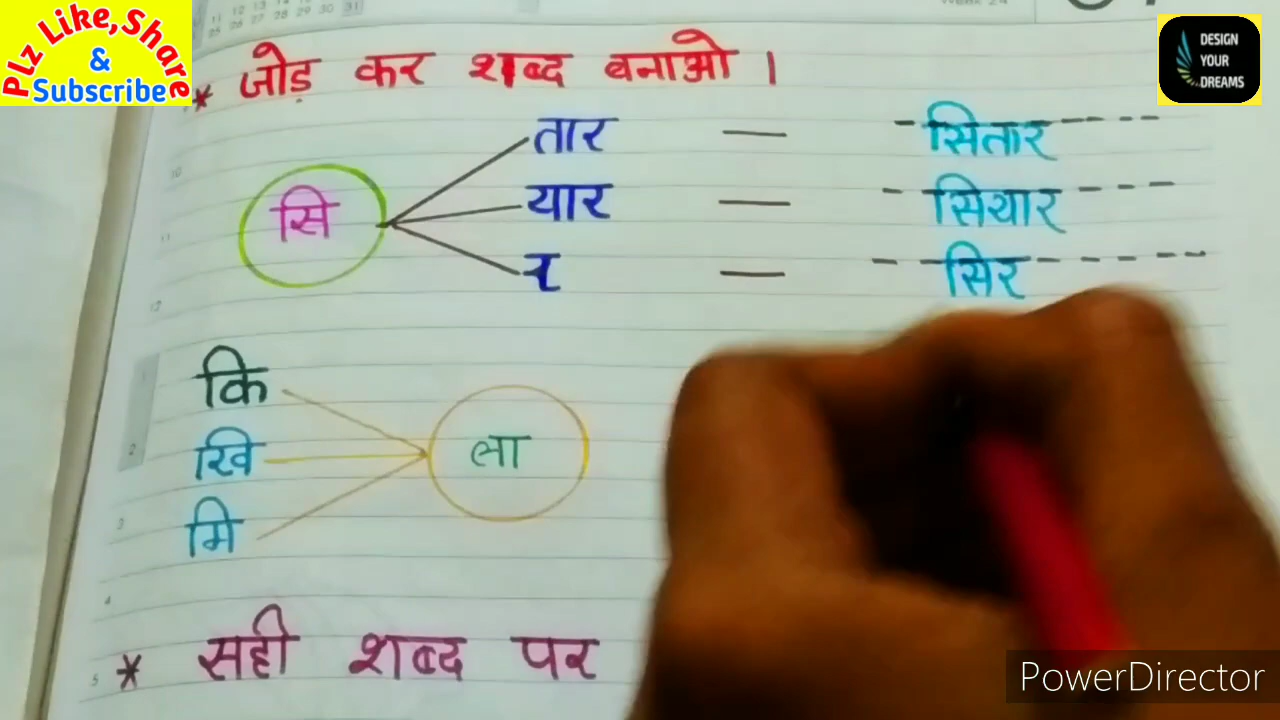 Plz Like, Share
&
Subscribe
DESIGN
YOUR
DREAMS
* जोड़ कर शब्द बनाओ ।
तार — सितार
सि
यार — सियार
र — सिर
कि
खि
ला
मि
* सही शब्द पर
PowerDirector